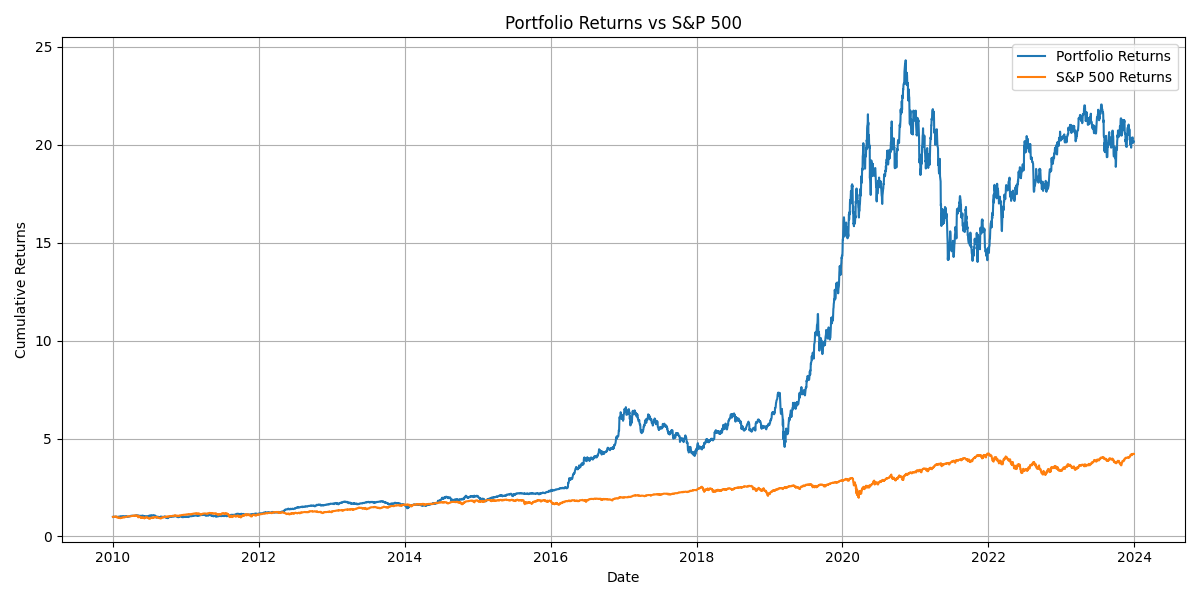 Portfolio Returns vs S&P 500
Portfolio Returns
S&P 500 Returns
Cumulative Returns
25
20
15
10
5
0
2010 2012 2014 2016 2018 2020 2022 2024
Date